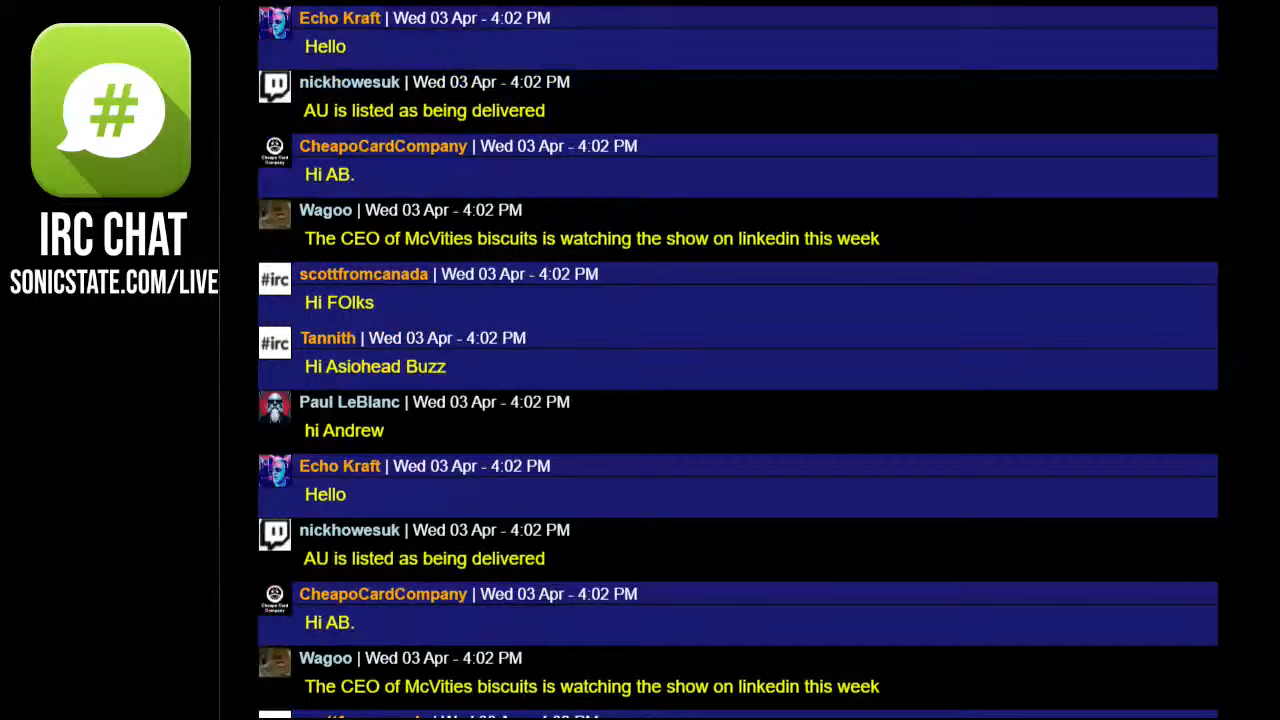 #
IRC CHAT
SONICSTATE.COM/LIVE
Echo Kraft | Wed 03 Apr - 4:02 PM
Hello
nickhowesuk | Wed 03 Apr - 4:02 PM
AU is listed as being delivered
Cheapo Card
Company
CheapoCardCompany | Wed 03 Apr - 4:02 PM
Hi AB.
Wagoo | Wed 03 Apr - 4:02 PM
The CEO of McVities biscuits is watching the show on linkedin this week
#irc
scottfromcanada | Wed 03 Apr - 4:02 PM
Hi FOlks
#irc
Tannith | Wed 03 Apr - 4:02 PM
Hi Asiohead Buzz
Paul LeBlanc | Wed 03 Apr - 4:02 PM
hi Andrew
Echo Kraft | Wed 03 Apr - 4:02 PM
Hello
nickhowesuk | Wed 03 Apr - 4:02 PM
AU is listed as being delivered
Cheapo Card
Company
CheapoCardCompany | Wed 03 Apr - 4:02 PM
Hi AB.
Wagoo | Wed 03 Apr - 4:02 PM
The CEO of McVities biscuits is watching the show on linkedin this week